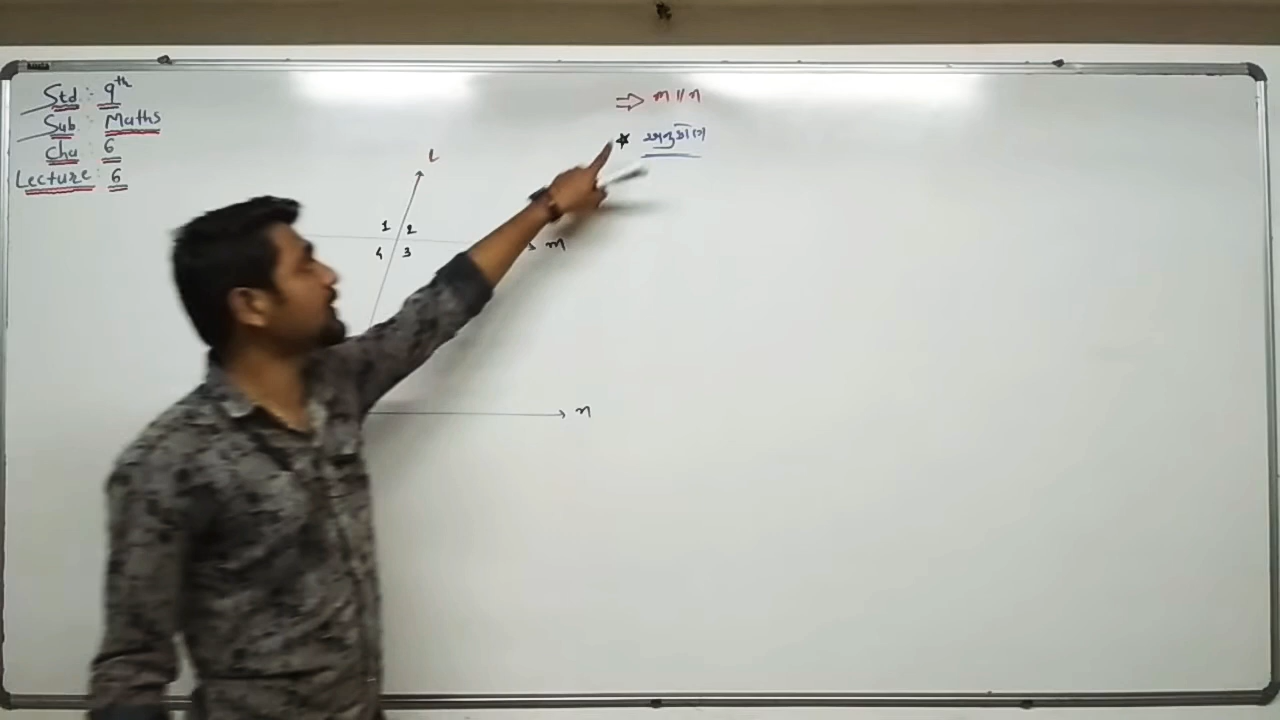 Std : 9th
Sub : Maths
chu : 6
Lecture : 6
⇒ m || n
★ અનુકોણ
l
1 2
4 3
m
n